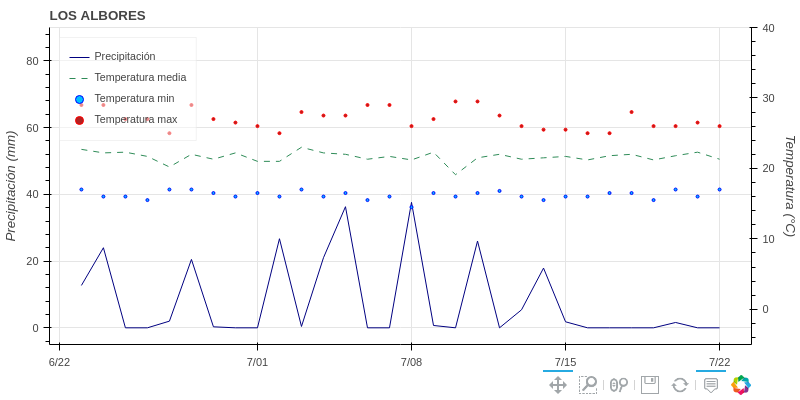 LOS ALBORES
Precipitación
Temperatura media
Temperatura min
Temperatura max
Precipitación (mm)
80
60
40
20
0
Temperatura (°C)
40
30
20
10
0
6/22
7/01
7/08
7/15
7/22